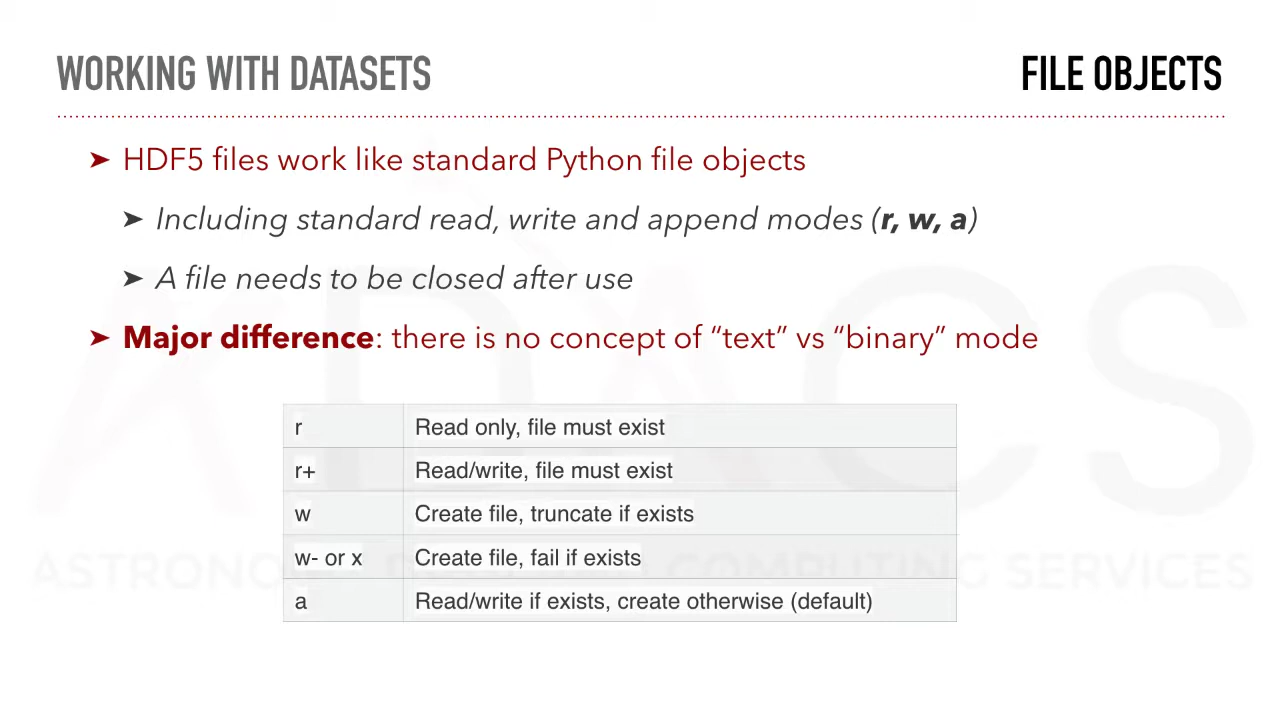 WORKING WITH DATASETS
FILE OBJECTS
➤ HDF5 files work like standard Python file objects
➤ Including standard read, write and append modes (r, w, a)
➤ A file needs to be closed after use
➤ Major difference: there is no concept of “text” vs “binary” mode
r Read only, file must exist
r+ Read/write, file must exist
w Create file, truncate if exists
w- or x Create file, fail if exists
a Read/write if exists, create otherwise (default)
ADACS
COMPUTING SERVICES